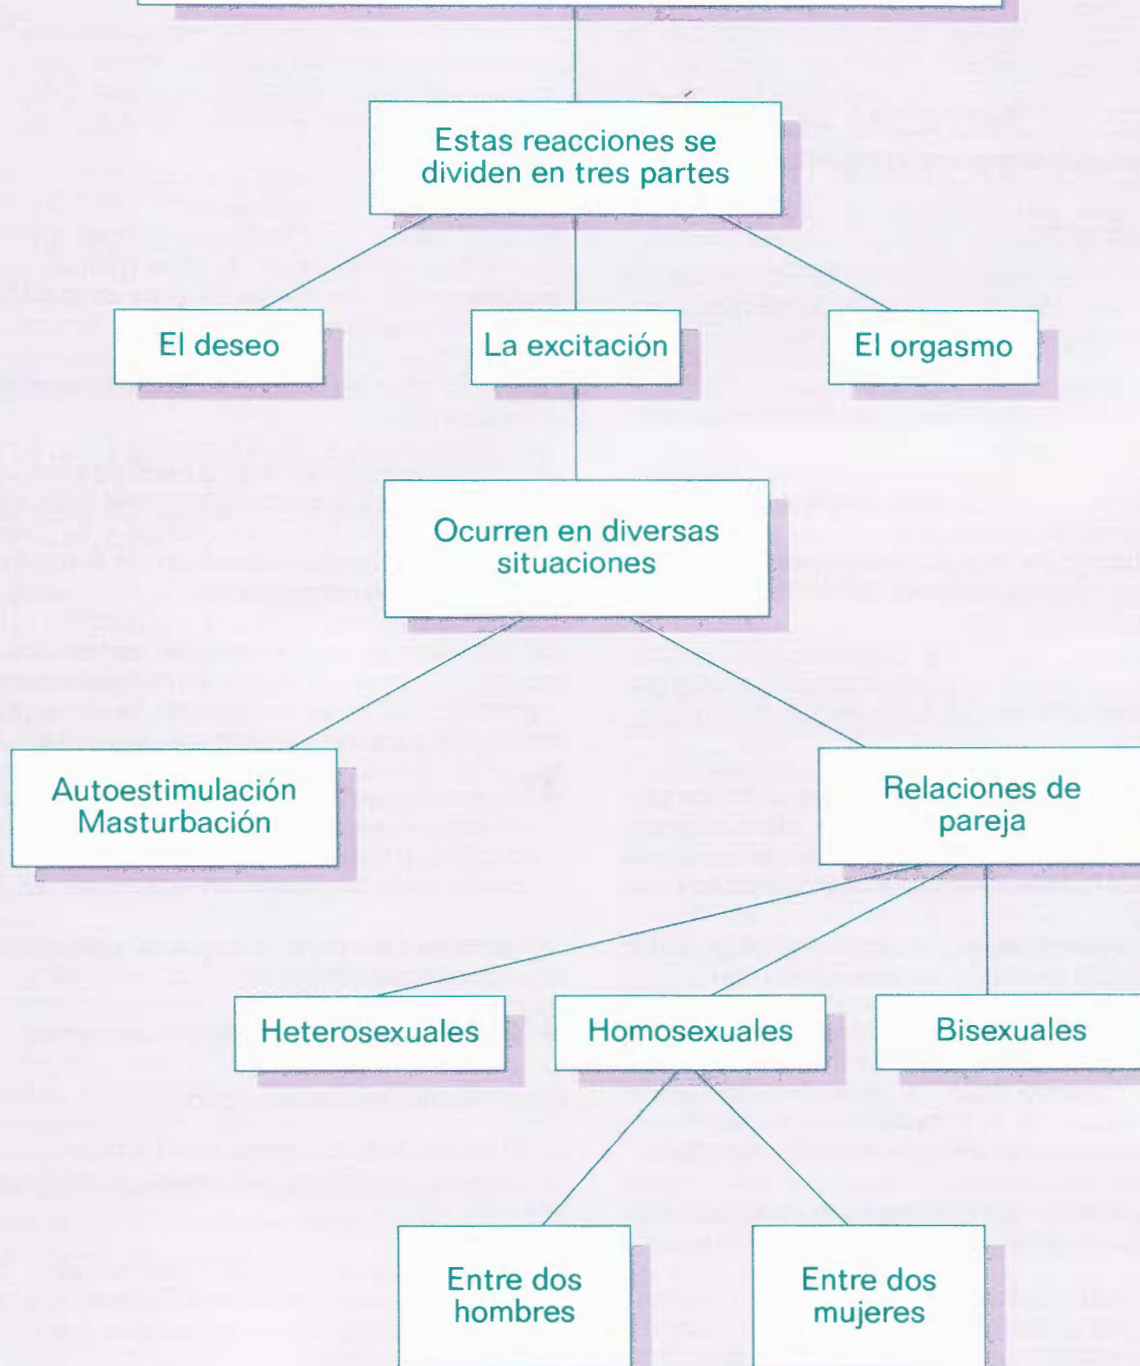 Estas reacciones se
dividen en tres partes
El deseo
La excitación
El orgasmo
Ocurren en diversas
situaciones
Autoestimulación
Masturbación
Relaciones de
pareja
Heterosexuales
Homosexuales
Bisexuales
Entre dos
hombres
Entre dos
mujeres